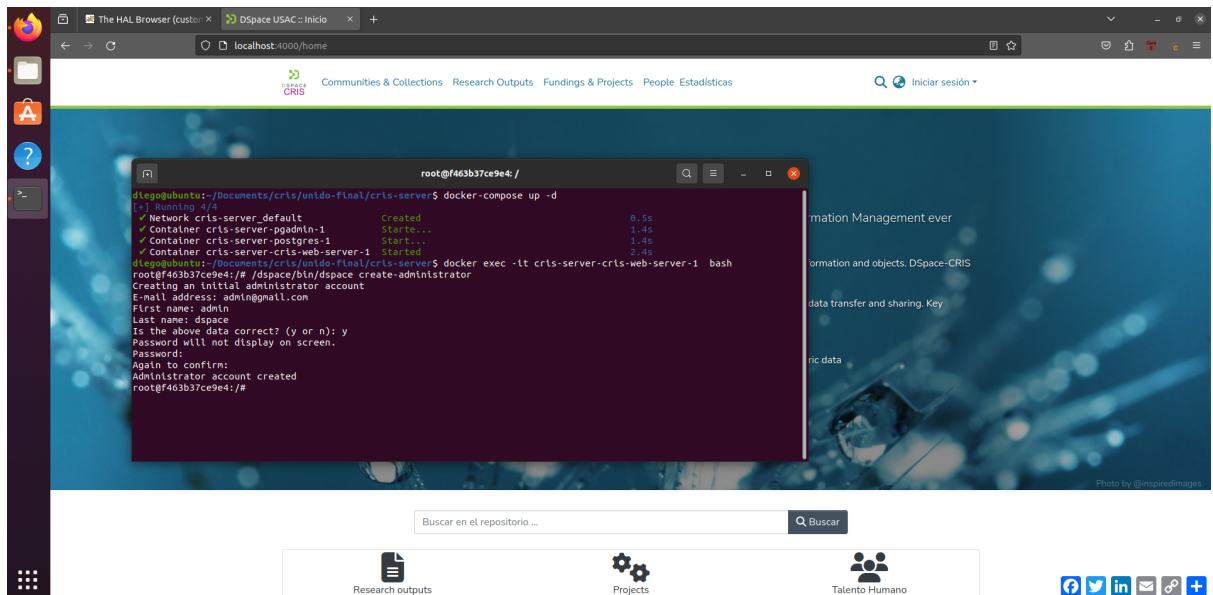 The HAL Browser (custom
DSpace USAC :: Inicio
localhost:4000/home
DSPACE
CRIS
Communities & Collections Research Outputs Fundings & Projects People Estadísticas
Iniciar sesión
root@f463b37ce9e4: /
diego@ubuntu:~/Documents/cris/unido-final/cris-server$ docker-compose up -d
[+] Running 4/4
✔ Network cris-server_default Created 0.5s
✔ Container cris-server-pgadmin-1 Starte... 1.4s
✔ Container cris-server-postgres-1 Start... 1.4s
✔ Container cris-server-cris-web-server-1 Started 2.4s
diego@ubuntu:~/Documents/cris/unido-final/cris-server$ docker exec -it cris-server-cris-web-server-1 bash
root@f463b37ce9e4:/# /dspace/bin/dspace create-administrator
Creating an initial administrator account
E-mail address: admin@gmail.com
First name: admin
Last name: dspace
Is the above data correct? (y or n): y
Password will not display on screen.
Password:
Again to confirm:
Administrator account created
root@f463b37ce9e4:/#
rmation Management ever
formation and objects. DSpace-CRIS
data transfer and sharing. Key
ric data
Photo by @inspiredimages
Buscar en el repositorio ...
Buscar
Research outputs
Projects
Talento Humano